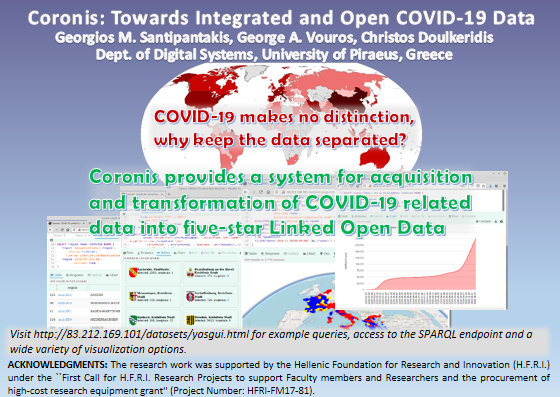 Coronis: Towards Integrated and Open COVID-19 Data
Georgios M. Santipantakis, George A. Vouros, Christos Doulkeridis
Dept. of Digital Systems, University of Piraeus, Greece
COVID-19 makes no distinction,
why keep the data separated?
Coronis provides a system for acquisition
and transformation of COVID-19 related
data into five-star Linked Open Data
Visit http://83.212.169.101/datasets/yasgui.html for example queries, access to the SPARQL endpoint and a
wide variety of visualization options.
ACKNOWLEDGMENTS: The research work was supported by the Hellenic Foundation for Research and Innovation (H.F.R.I.)
under the ``First Call for H.F.R.I. Research Projects to support Faculty members and Researchers and the procurement of
high-cost research equipment grant'' (Project Number: HFRI-FM17-81).